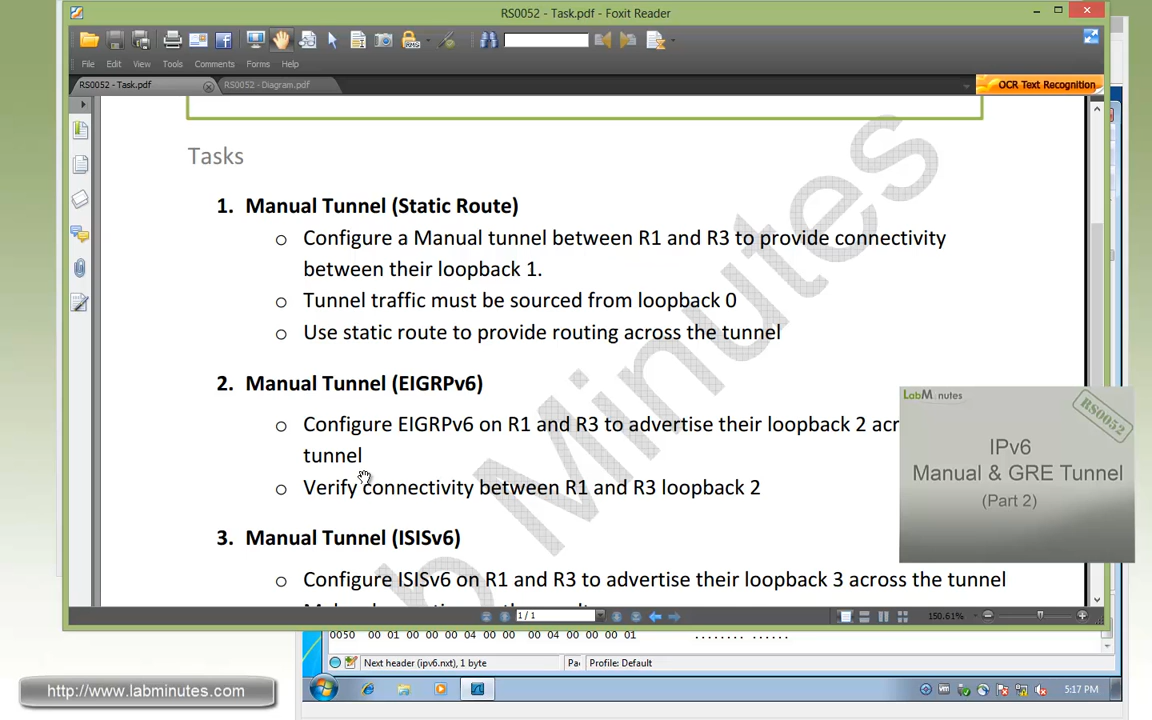 RS0052 - Task.pdf - Foxit Reader
File Edit View Tools Comments Forms Help
RS0052 - Task.pdf
RS0052 - Diagram.pdf
OCR Text Recognition
Tasks
1. Manual Tunnel (Static Route)
o Configure a Manual tunnel between R1 and R3 to provide connectivity
between their loopback 1.
o Tunnel traffic must be sourced from loopback 0
o Use static route to provide routing across the tunnel
2. Manual Tunnel (EIGRPv6)
o Configure EIGRPv6 on R1 and R3 to advertise their loopback 2 acr
tunnel
o Verify connectivity between R1 and R3 loopback 2
3. Manual Tunnel (ISISv6)
o Configure ISISv6 on R1 and R3 to advertise their loopback 3 across the tunnel
b Minutes
LabMinutes
RS0052
IPv6
Manual & GRE Tunnel
(Part 2)
1 / 1
150.61%
0050 00 01 00 00 00 04 00 00 00 04 00 00 01 ........ ......
Next header (ipv6.nxt), 1 byte
Pa
Profile: Default
http://www.labminutes.com
5:17 PM